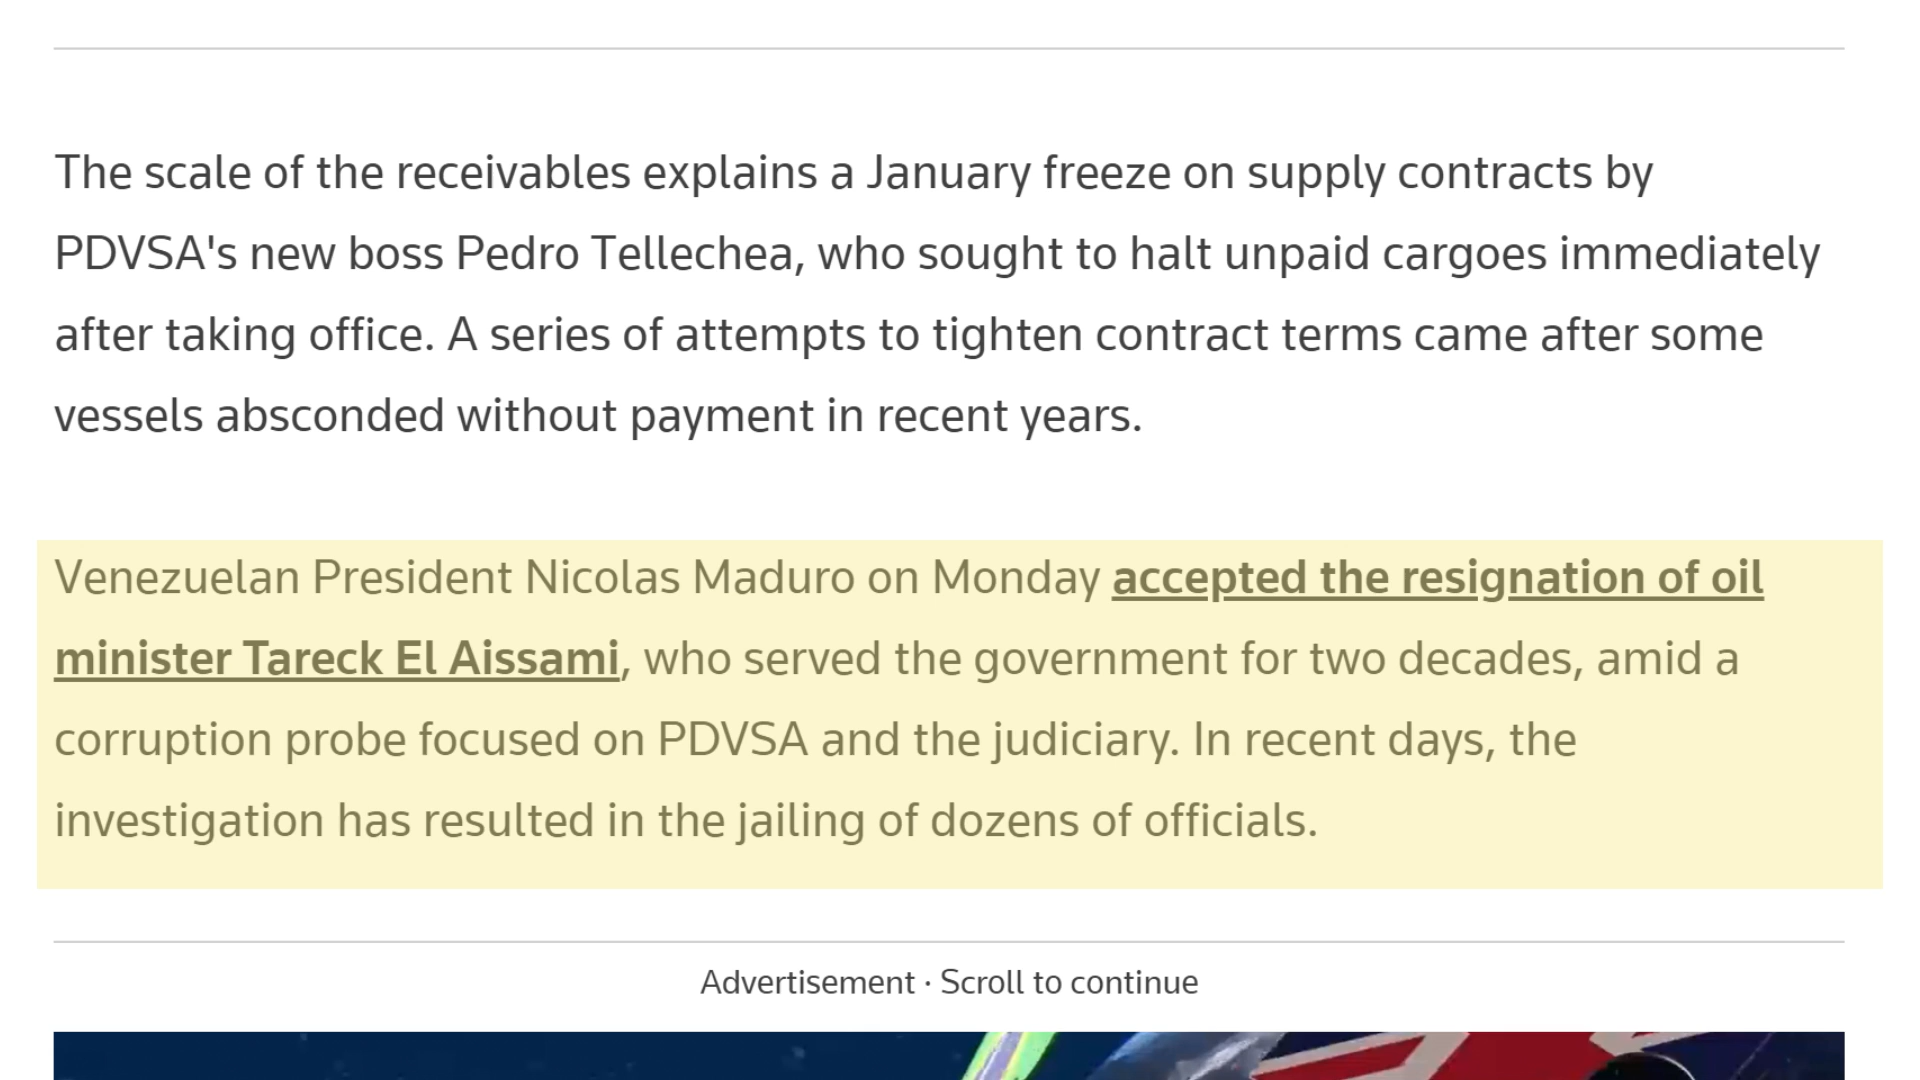 The scale of the receivables explains a January freeze on supply contracts by
PDVSA's new boss Pedro Tellechea, who sought to halt unpaid cargoes immediately
after taking office. A series of attempts to tighten contract terms came after some
vessels absconded without payment in recent years.
Venezuelan President Nicolas Maduro on Monday accepted the resignation of oil
minister Tareck El Aissami, who served the government for two decades, amid a
corruption probe focused on PDVSA and the judiciary. In recent days, the
investigation has resulted in the jailing of dozens of officials.
Advertisement · Scroll to continue